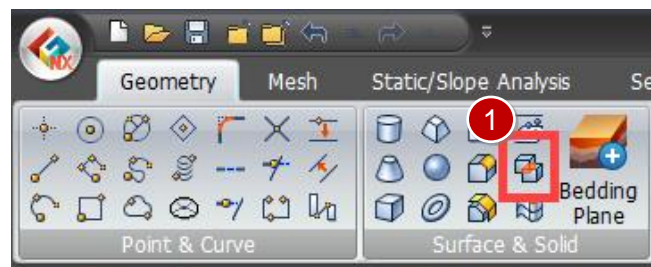 NX
Geometry Mesh Static/Slope Analysis Se
1
Bedding
Plane
Point & Curve Surface & Solid